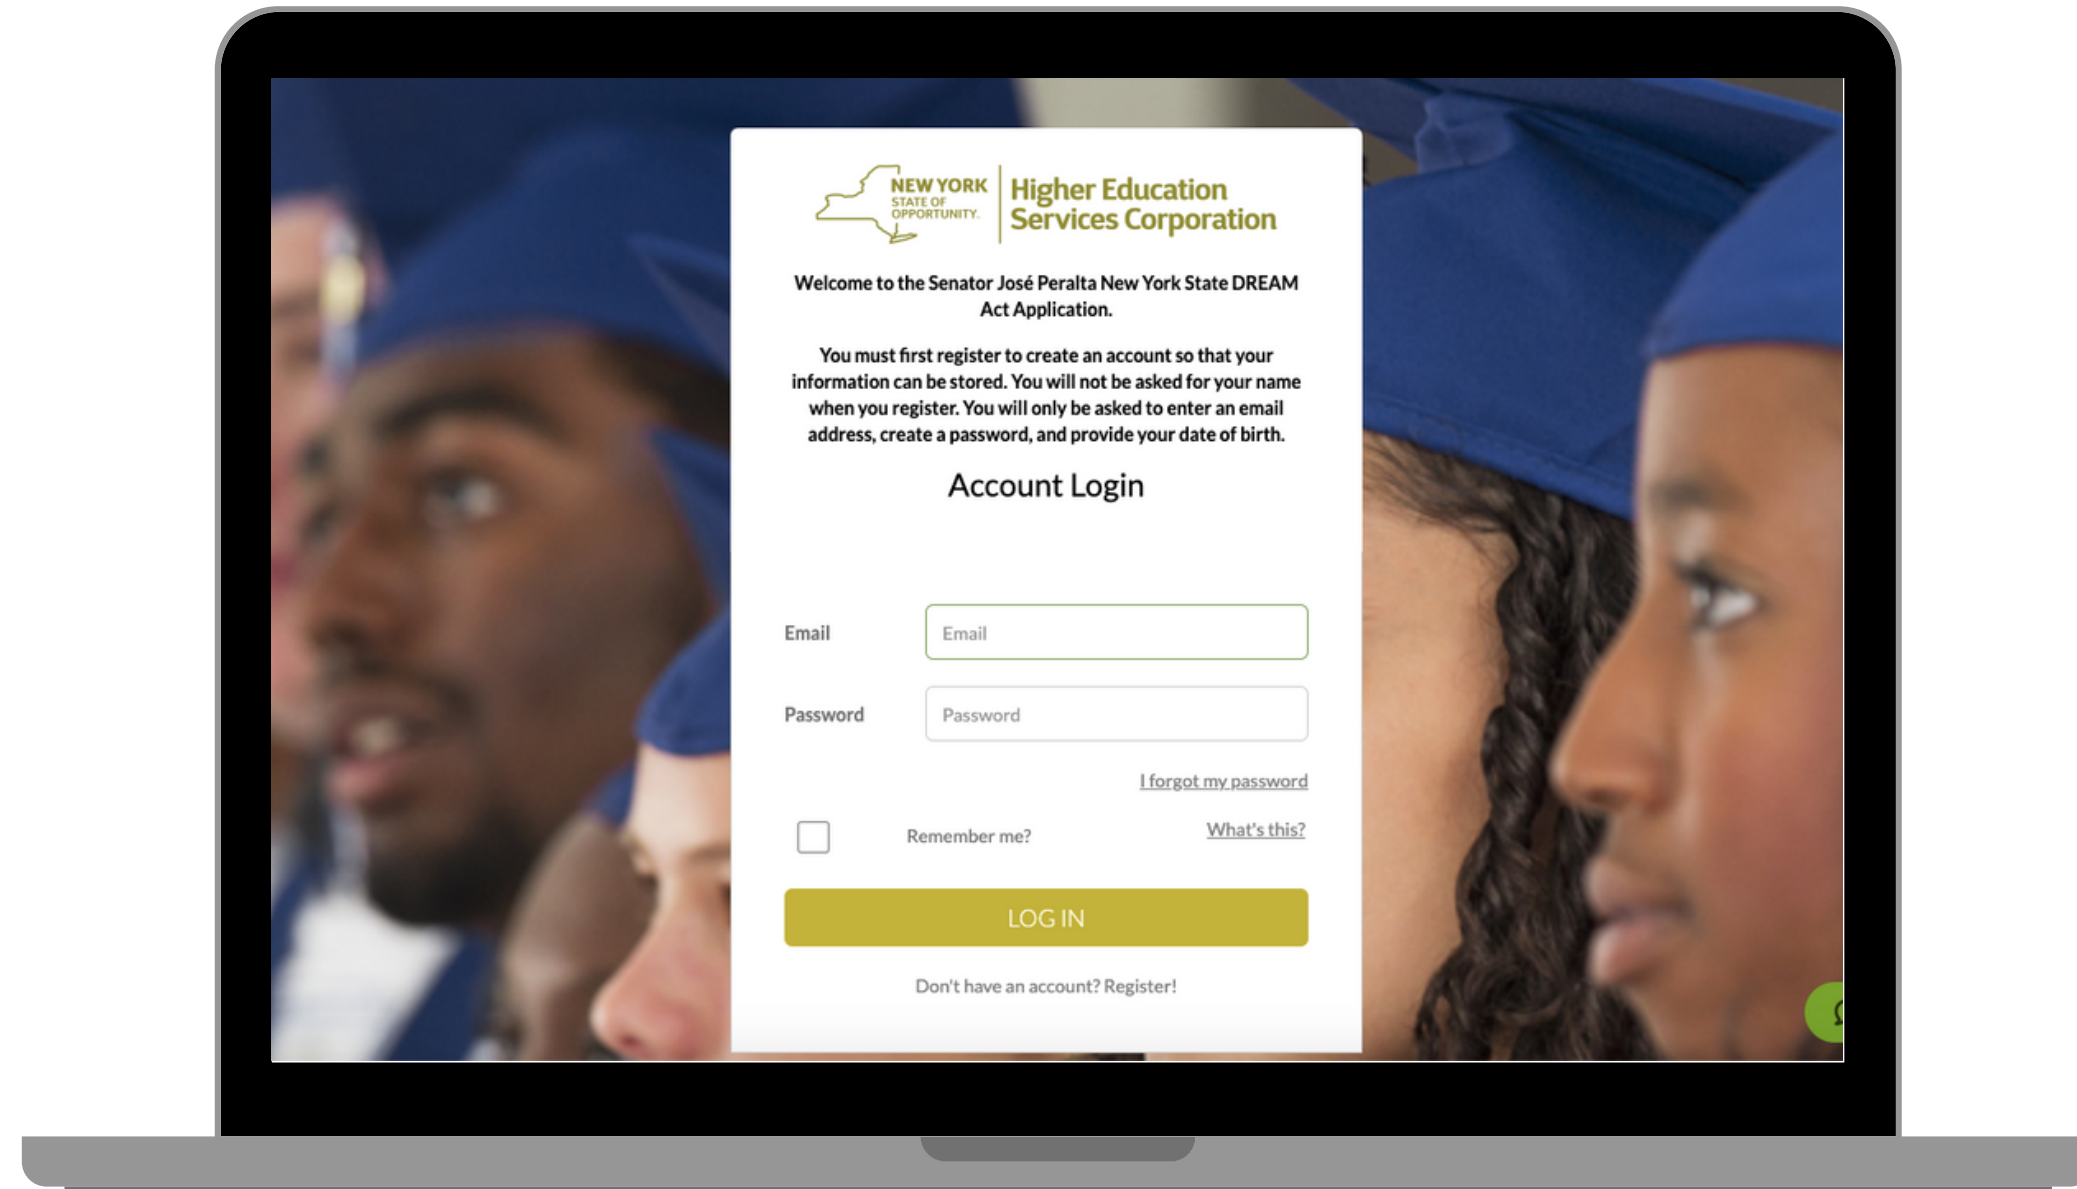 NEW YORK
STATE OF
OPPORTUNITY.
Higher Education
Services Corporation
Welcome to the Senator José Peralta New York State DREAM
Act Application.
You must first register to create an account so that your
information can be stored. You will not be asked for your name
when you register. You will only be asked to enter an email
address, create a password, and provide your date of birth.
Account Login
Email
Email
Password
Password
I forgot my password
Remember me?
What's this?
LOG IN
Don't have an account? Register!